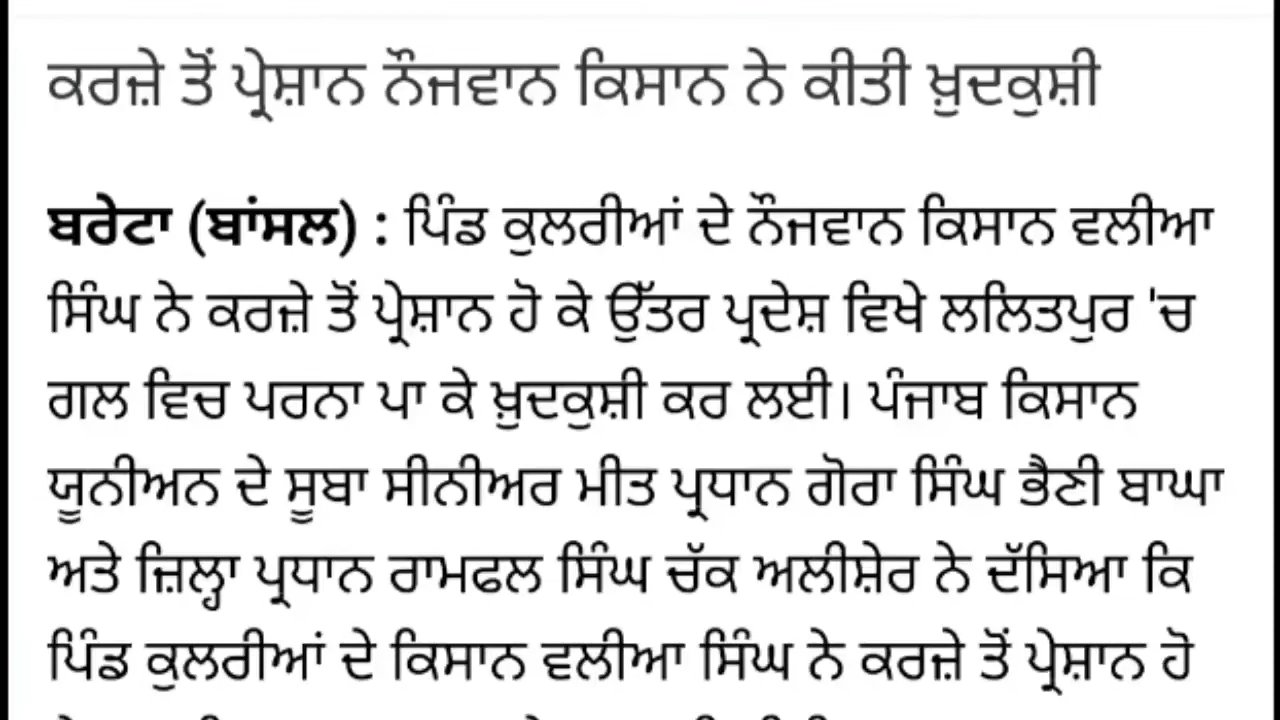 ਕਰਜ਼ੇ ਤੋਂ ਪ੍ਰੇਸ਼ਾਨ ਨੌਜਵਾਨ ਕਿਸਾਨ ਨੇ ਕੀਤੀ ਖ਼ੁਦਕੁਸ਼ੀ
ਬਰੇਟਾ (ਬਾਂਸਲ) : ਪਿੰਡ ਕੁਲਰੀਆਂ ਦੇ ਨੌਜਵਾਨ ਕਿਸਾਨ ਵਲੀਆ
ਸਿੰਘ ਨੇ ਕਰਜ਼ੇ ਤੋਂ ਪ੍ਰੇਸ਼ਾਨ ਹੋ ਕੇ ਉੱਤਰ ਪ੍ਰਦੇਸ਼ ਵਿਖੇ ਲਲਿਤਪੁਰ 'ਚ
ਗਲ ਵਿਚ ਪਰਨਾ ਪਾ ਕੇ ਖ਼ੁਦਕੁਸ਼ੀ ਕਰ ਲਈ। ਪੰਜਾਬ ਕਿਸਾਨ
ਯੂਨੀਅਨ ਦੇ ਸੂਬਾ ਸੀਨੀਅਰ ਮੀਤ ਪ੍ਰਧਾਨ ਗੋਰਾ ਸਿੰਘ ਭੈਣੀ ਬਾਘਾ
ਅਤੇ ਜ਼ਿਲ੍ਹਾ ਪ੍ਰਧਾਨ ਰਾਮਫਲ ਸਿੰਘ ਚੱਕ ਅਲੀਸ਼ੇਰ ਨੇ ਦੱਸਿਆ ਕਿ
ਪਿੰਡ ਕੁਲਰੀਆਂ ਦੇ ਕਿਸਾਨ ਵਲੀਆ ਸਿੰਘ ਨੇ ਕਰਜ਼ੇ ਤੋਂ ਪ੍ਰੇਸ਼ਾਨ ਹੋ